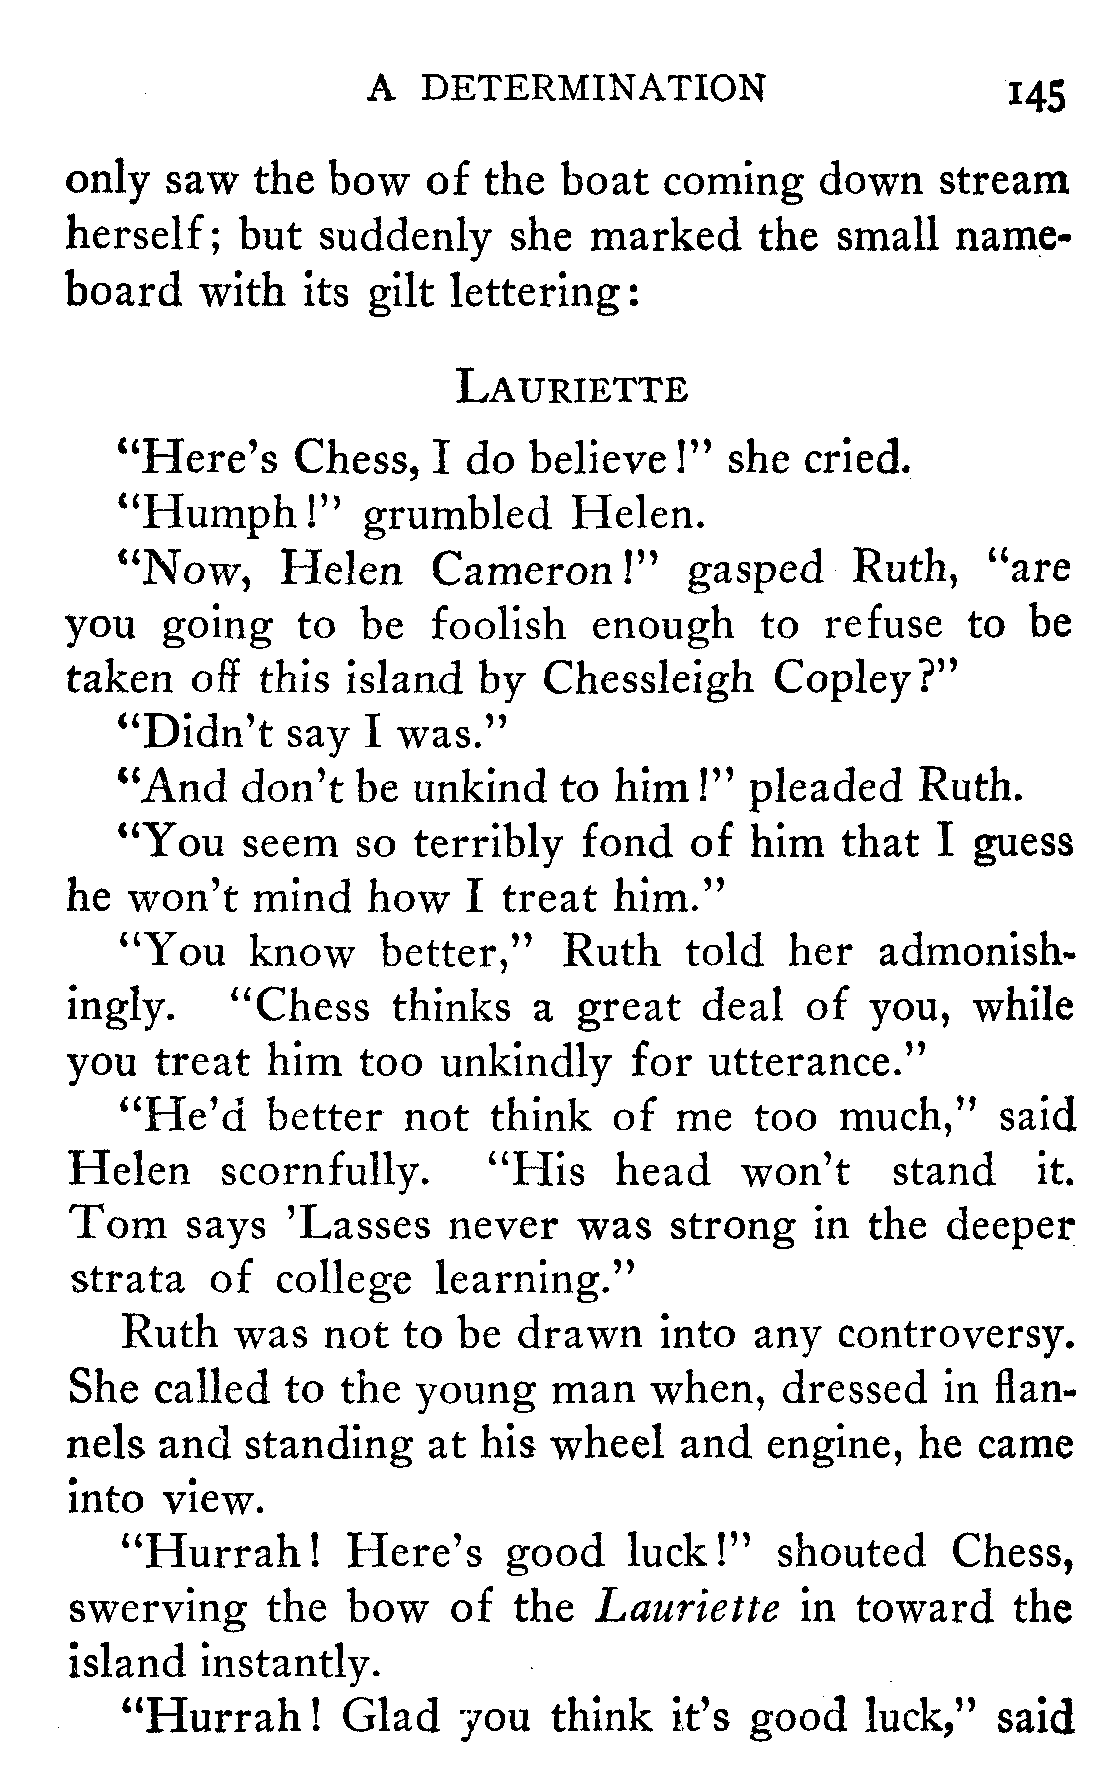 A DETERMINATION 145
only saw the bow of the boat coming down stream
herself; but suddenly she marked the small name-
board with its gilt lettering:
LAURIETTE
“Here’s Chess, I do believe!” she cried.
“Humph!” grumbled Helen.
“Now, Helen Cameron!” gasped Ruth, “are
you going to be foolish enough to refuse to be
taken off this island by Chessleigh Copley?”
“Didn’t say I was.”
“And don’t be unkind to him!” pleaded Ruth.
“You seem so terribly fond of him that I guess
he won’t mind how I treat him.”
“You know better,” Ruth told her admonish-
ingly. “Chess thinks a great deal of you, while
you treat him too unkindly for utterance.”
“He’d better not think of me too much,” said
Helen scornfully. “His head won’t stand it.
Tom says ’Lasses never was strong in the deeper
strata of college learning.”
Ruth was not to be drawn into any controversy.
She called to the young man when, dressed in flan-
nels and standing at his wheel and engine, he came
into view.
“Hurrah! Here’s good luck!” shouted Chess,
swerving the bow of the Lauriette in toward the
island instantly.
“Hurrah! Glad you think it’s good luck,” said